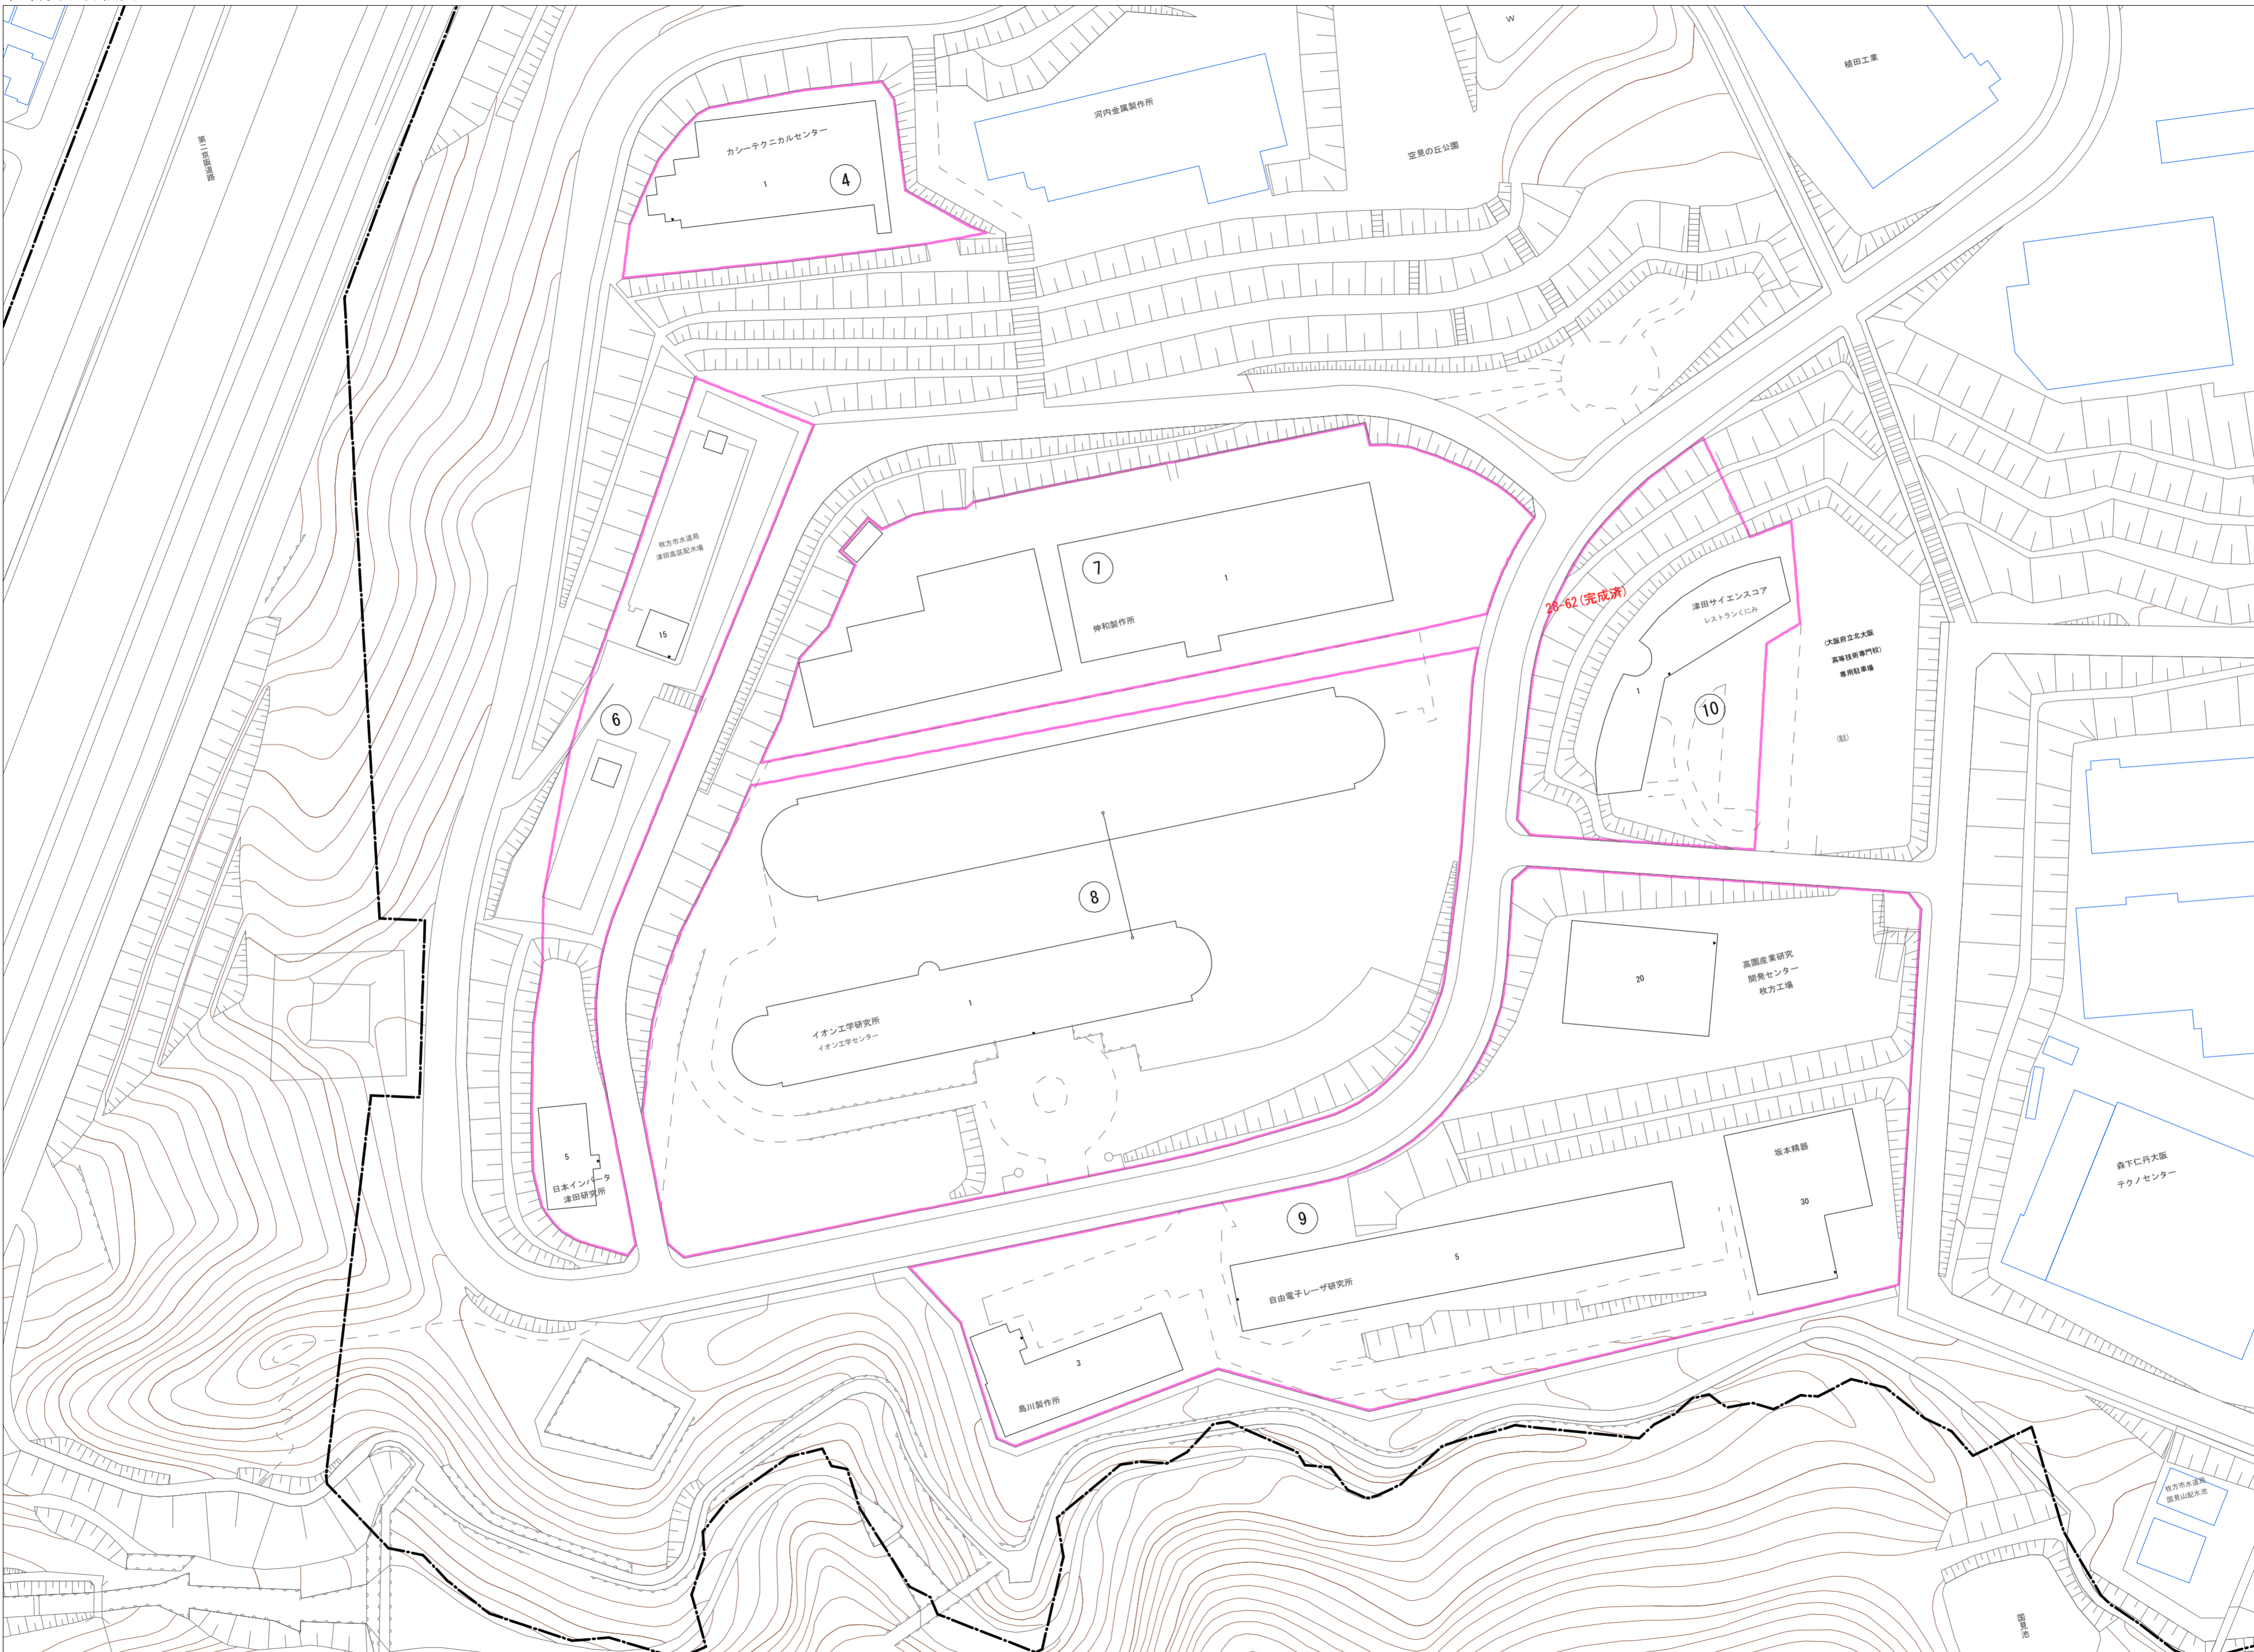 W
植田工業
第二京阪道路
カシーテクニカルセンター
1
④
河内金属製作所
空見の丘公園
枚方市水道局
津田高区配水場
15
⑥
⑦
1
伸和製作所
28-62(完成済)
津田サイエンスコア
レストランくにみ
1
⑩
(大阪府立北大阪
高等技術専門校)
専用駐車場
(駐)
⑧
1
イオン工学研究所
イオン工学センター
20
高園産業研究
開発センター
枚方工場
5
日本インバータ
津田研究所
坂本精器
30
森下仁丹大阪
テクノセンター
⑨
5
自由電子レーザ研究所
3
島川製作所
枚方市水道局
国見山配水池
国見池